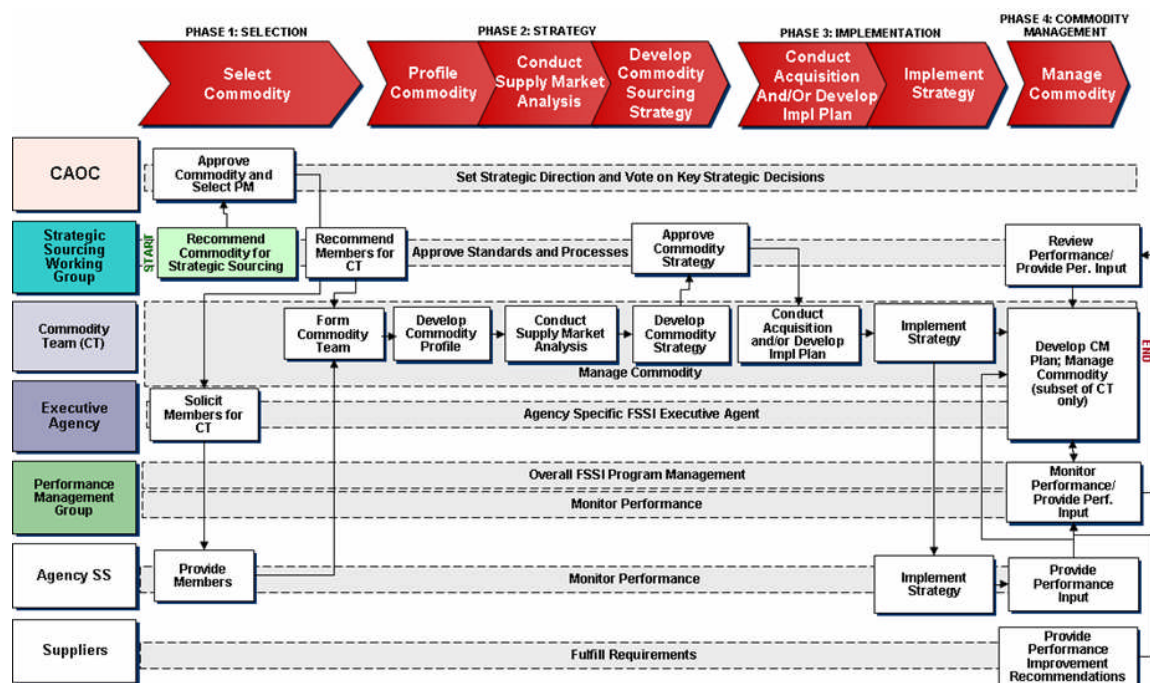 PHASE 1: SELECTION
PHASE 2: STRATEGY
PHASE 3: IMPLEMENTATION
PHASE 4: COMMODITY
MANAGEMENT
Select
Commodity
Profile
Commodity
Conduct
Supply Market
Analysis
Develop
Commodity
Sourcing
Strategy
Conduct
Acquisition
And/Or Develop
Impl Plan
Implement
Strategy
Manage
Commodity
CAOC
Approve
Commodity and
Select PM
Set Strategic Direction and Vote on Key Strategic Decisions
Strategic
Sourcing
Working
Group
START
Recommend
Commodity for
Strategic Sourcing
Recommend
Members for
CT
Approve Standards and Processes
Approve
Commodity
Strategy
Review
Performance/
Provide Per. Input
Commodity
Team (CT)
Form
Commodity
Team
Develop
Commodity
Profile
Conduct
Supply Market
Analysis
Develop
Commodity
Strategy
Conduct
Acquisition
and/or Develop
Impl Plan
Implement
Strategy
Develop CM
Plan; Manage
Commodity
(subset of CT
only)
END
Manage Commodity
Executive
Agency
Solicit
Members for
CT
Agency Specific FSSI Executive Agent
Performance
Management
Group
Overall FSSI Program Management
Monitor Performance
Monitor
Performance/
Provide Perf.
Input
Agency SS
Provide
Members
Monitor Performance
Implement
Strategy
Provide
Performance
Input
Suppliers
Fulfill Requirements
Provide
Performance
Improvement
Recommendations